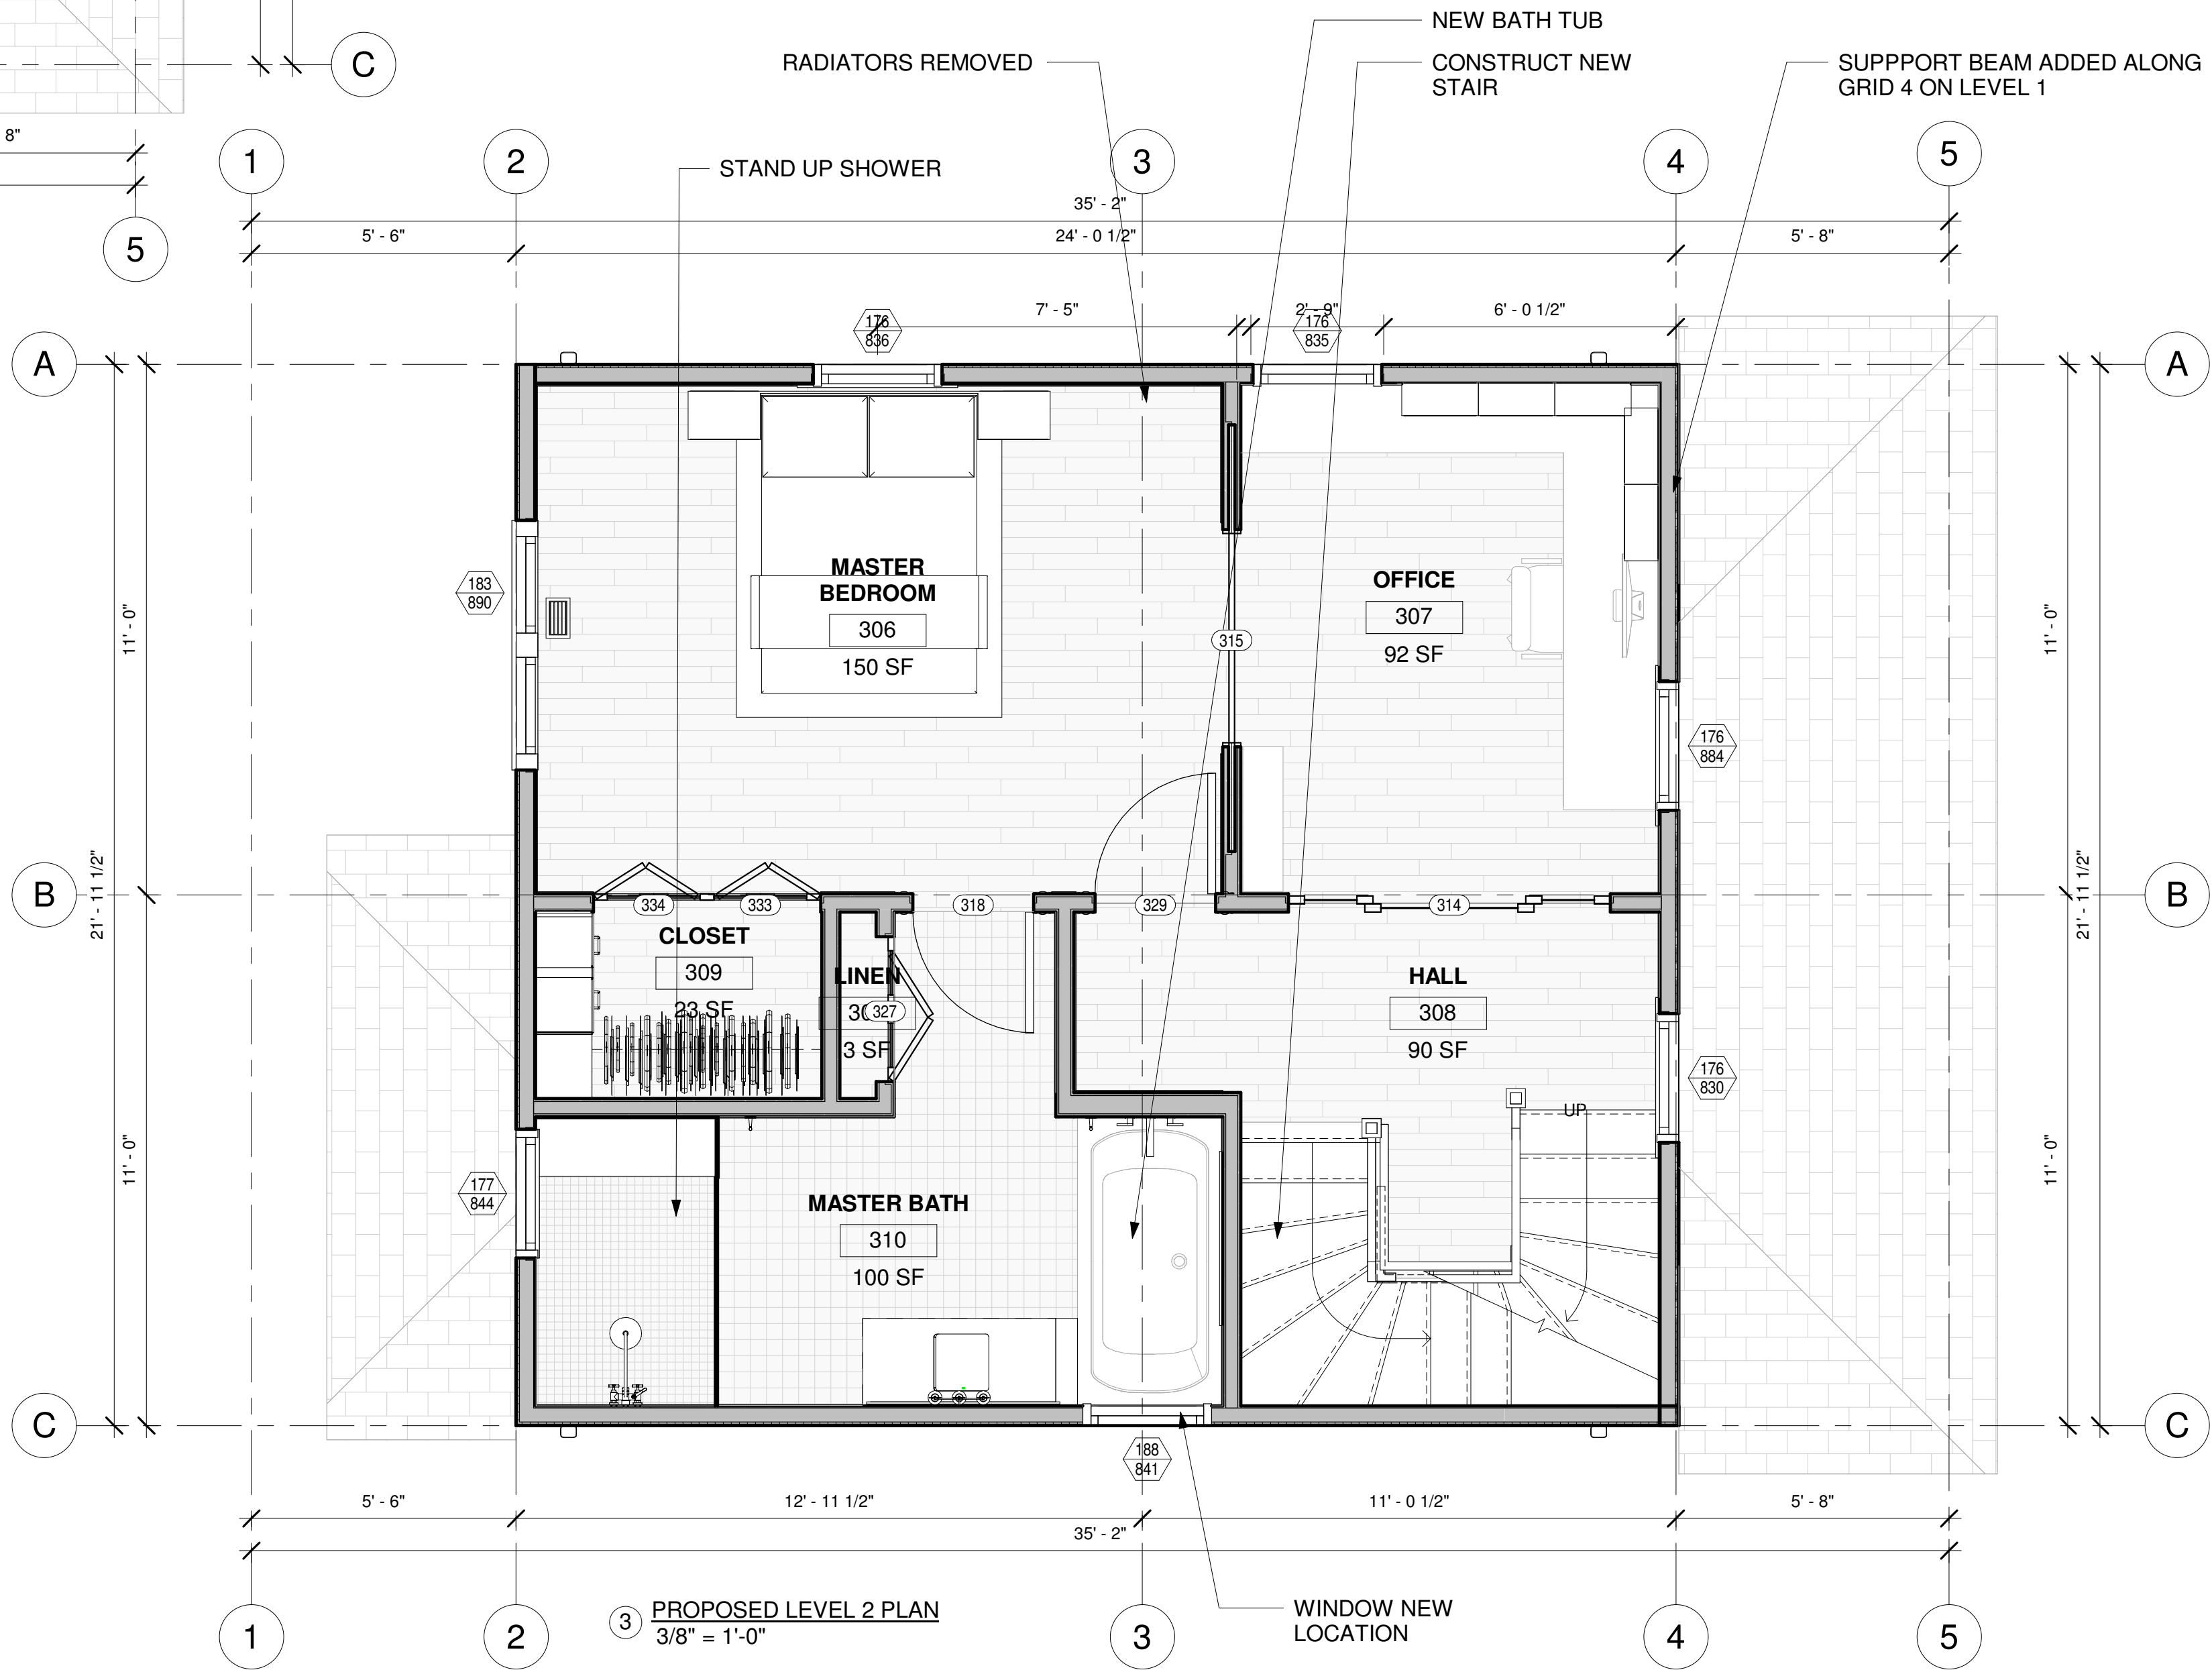 NEW BATH TUB
C
RADIATORS REMOVED
CONSTRUCT NEW
STAIR
SUPPPORT BEAM ADDED ALONG
GRID 4 ON LEVEL 1
8"
5
1
2
3
4
5
STAND UP SHOWER
35' - 2"
5' - 6"
24' - 0 1/2"
5' - 8"
7' - 5"
2' - 9"
6' - 0 1/2"
176
836
176
835
A
A
MASTER
BEDROOM
306
150 SF
OFFICE
307
92 SF
183
890
315
11' - 0"
11' - 0"
176
884
21' - 11 1/2"
21' - 11 1/2"
B
B
334
333
318
329
314
CLOSET
309
23 SF
LINEN
30
327
3 SF
HALL
308
90 SF
176
830
UP
11' - 0"
11' - 0"
177
844
MASTER BATH
310
100 SF
C
C
188
841
5' - 6"
12' - 11 1/2"
11' - 0 1/2"
5' - 8"
35' - 2"
3 PROPOSED LEVEL 2 PLAN
3/8" = 1'-0"
WINDOW NEW
LOCATION
1
2
3
4
5